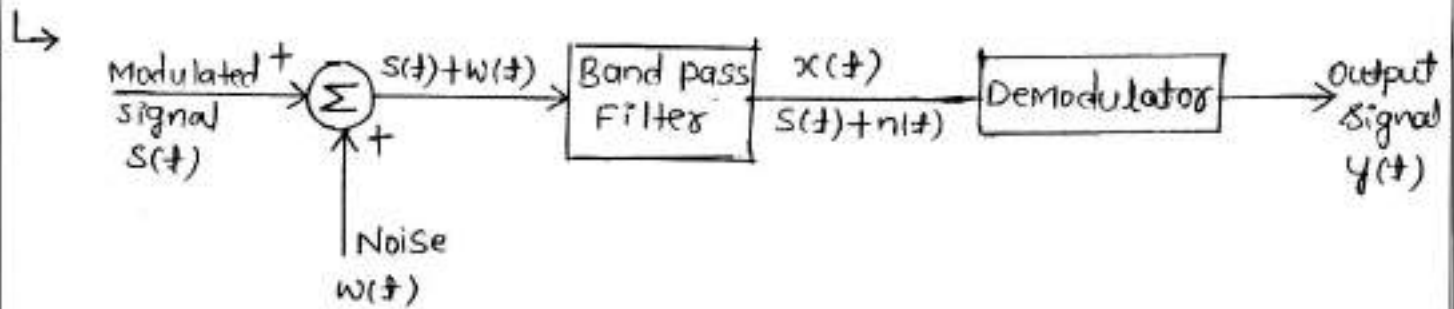 Modulated +
signal
S(t)
Σ
+
Noise
w(t)
S(t)+w(t)
Band pass
Filter
x(t)
S(t)+n(t)
Demodulator
Output
signal
y(t)